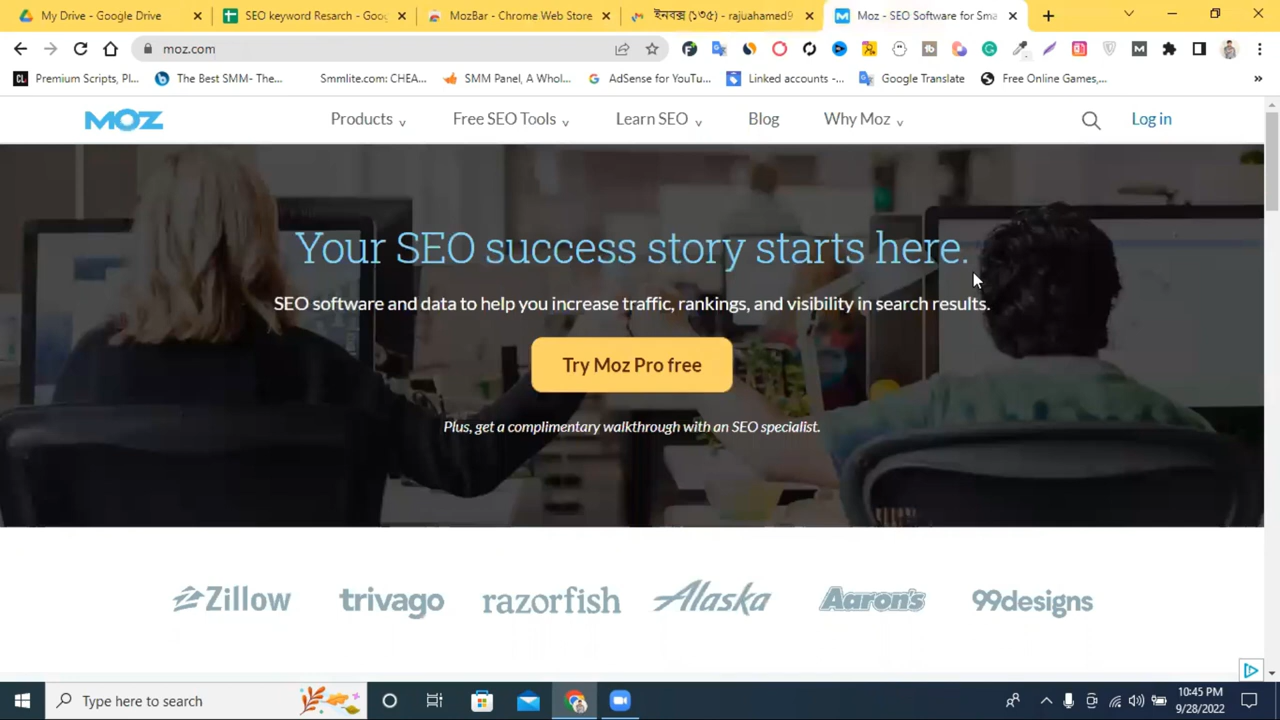 My Drive - Google Drive
SEO keyword Resarch - Goog
MozBar - Chrome Web Store
ইনবক্স (১৩৫) - rajuahamed9
Moz - SEO Software for Sma
moz.com
Premium Scripts, Pl...
The Best SMM- The...
Smmlite.com: CHEA...
SMM Panel, A Whol...
AdSense for YouTu...
Linked accounts -...
Google Translate
Free Online Games,...
MOZ
Products
Free SEO Tools
Learn SEO
Blog
Why Moz
Log in
Your SEO success story starts here.
SEO software and data to help you increase traffic, rankings, and visibility in search results.
Try Moz Pro free
Plus, get a complimentary walkthrough with an SEO specialist.
Zillow
trivago
razorfish
Alaska
Aaron's
99designs
Type here to search
10:45 PM
9/28/2022